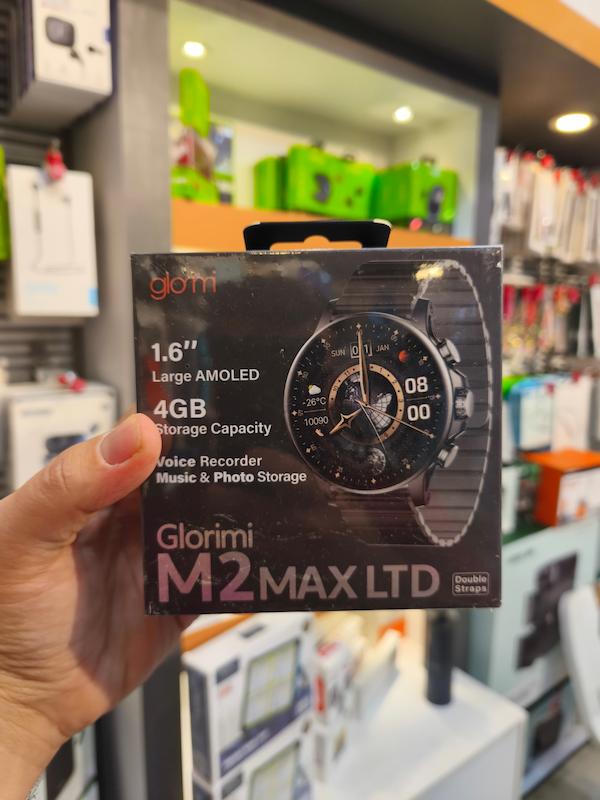 glorimi
1.6″
Large AMOLED
4GB
Storage Capacity
Voice Recorder
Music & Photo Storage
SUN 01 JAN
-26°C
10090
08
00
Glorimi
M2 MAX LTD
Double
Straps